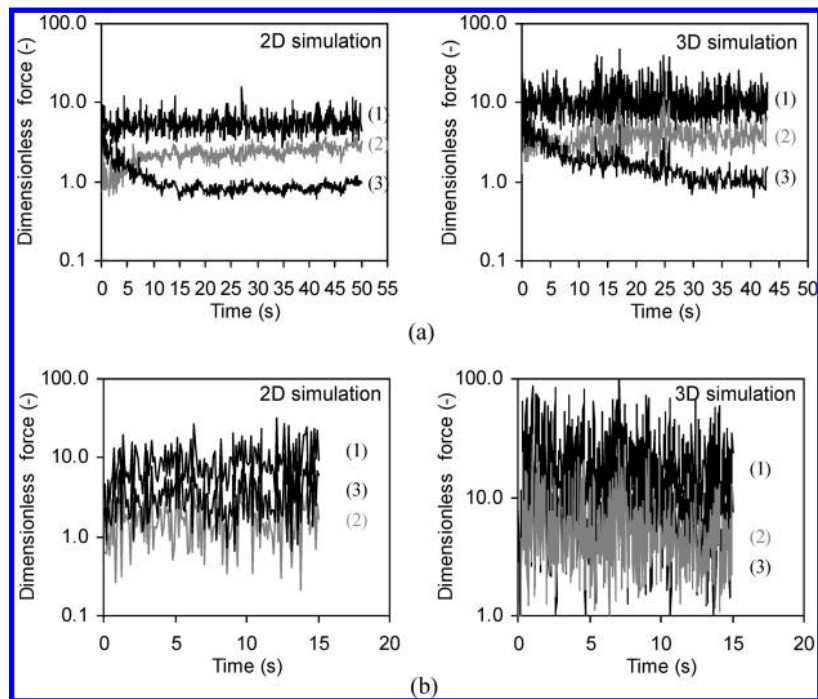 100.0
2D simulation
10.0
(1)
(2)
1.0
(3)
0.1
0 5 10 15 20 25 30 35 40 45 50 55
Time (s)
Dimensionless force (-)
100.0
3D simulation
10.0
(1)
(2)
1.0
(3)
0.1
0 5 10 15 20 25 30 35 40 45 50
Time (s)
Dimensionless force (-)
(a)
100.0
2D simulation
10.0
(1)
(3)
1.0
(2)
0.1
0 5 10 15 20
Time (s)
Dimensionless force (-)
100.0
3D simulation
(1)
10.0
(2)
(3)
1.0
0 5 10 15 20
Time (s)
Dimensionless force (-)
(b)